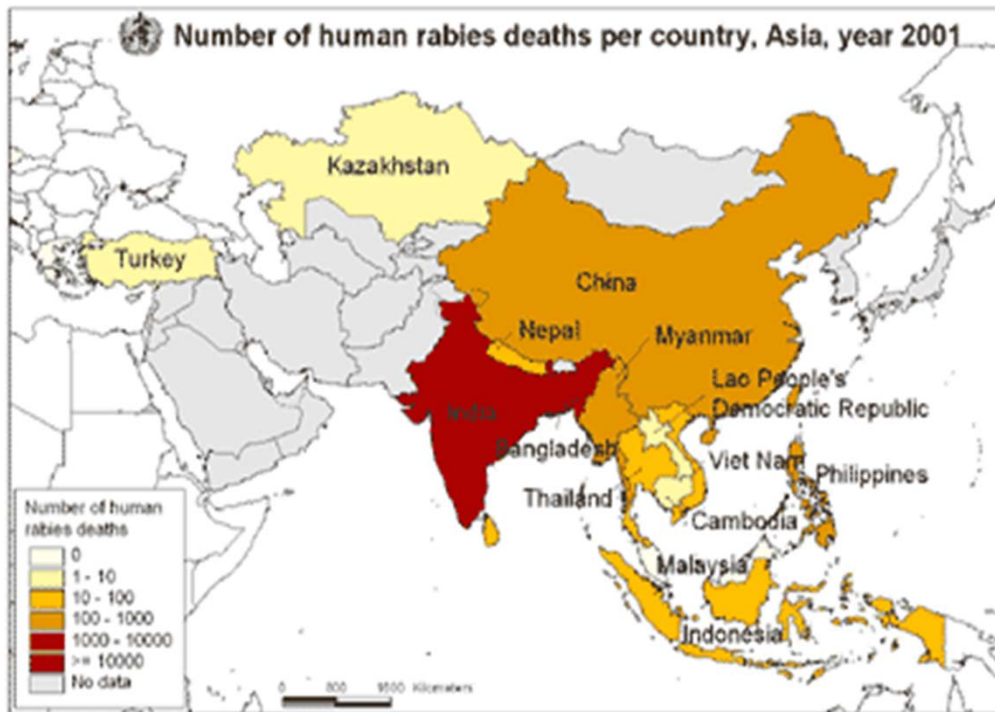 Number of human rabies deaths per country, Asia, year 2001
Kazakhstan
Turkey
China
Nepal
Myanmar
India
Lao People's
Democratic Republic
Bangladesh
Viet Nam
Philippines
Thailand
Cambodia
Malaysia
Indonesia
Number of human
rabies deaths
0
1 - 10
10 - 100
100 - 1000
1000 - 10000
>= 10000
No data
0 800 1600 Kilometers